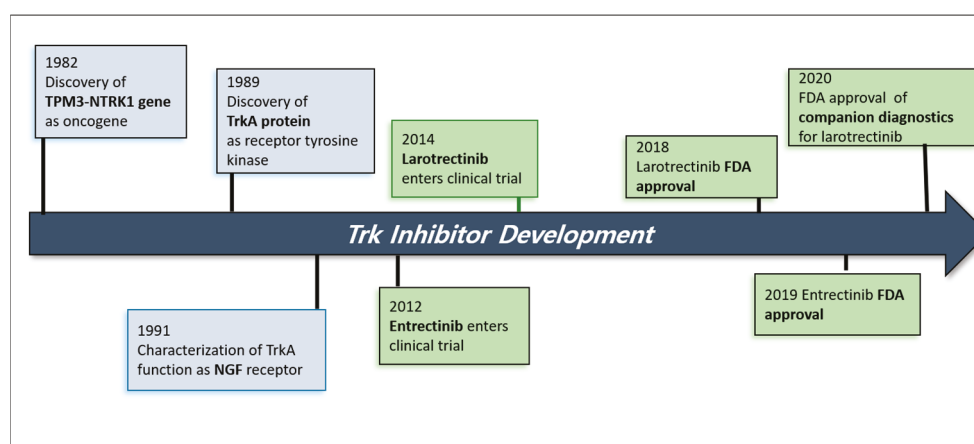 1982
Discovery of
TPM3-NTRK1 gene
as oncogene
1989
Discovery of
TrkA protein
as receptor tyrosine
kinase
2014
Larotrectinib
enters clinical trial
2018
Larotrectinib FDA
approval
2020
FDA approval of
companion diagnostics
for larotrectinib
Trk Inhibitor Development
1991
Characterization of TrkA
function as NGF receptor
2012
Entrectinib enters
clinical trial
2019 Entrectinib FDA
approval